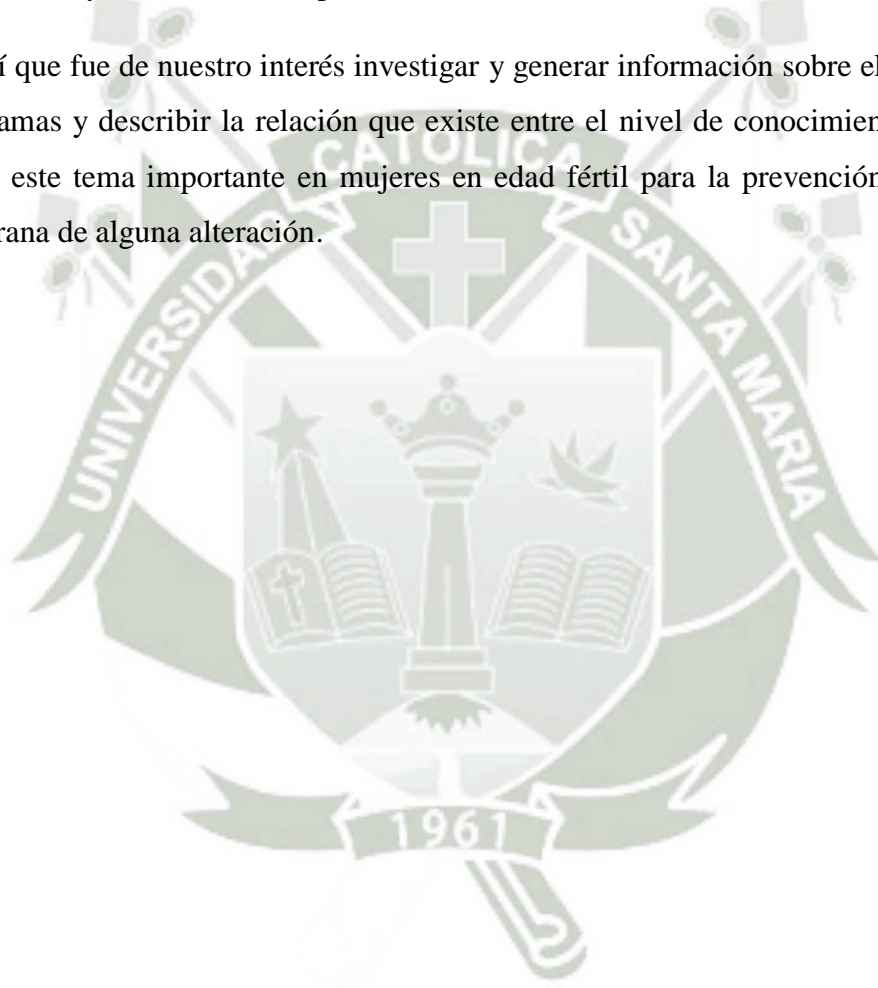 í que fue de nuestro interés investigar y generar información sobre el
amas y describir la relación que existe entre el nivel de conocimien
este tema importante en mujeres en edad fértil para la prevención
rana de alguna alteración.
UNIVERSIDAD CATOLICA SANTA MARIA
1961